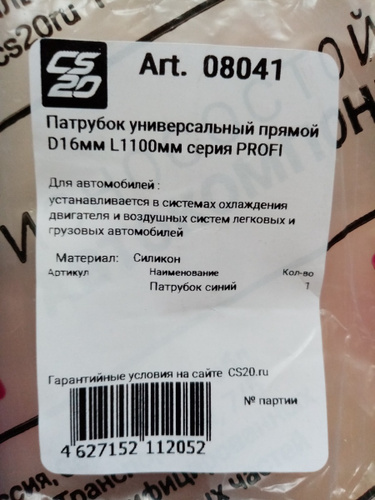 CS
20
Art. 08041
Патрубок универсальный прямой
D16мм L1100мм серия PROFI
Для автомобилей :
устанавливается в системах охлаждения
двигателя и воздушных систем легковых и
грузовых автомобилей
Материал: Силикон
Артикул Наименование Кол-во
Патрубок синий 1
Гарантийные условия на сайте CS20.ru
№ партии
4 627152 112052
cs20.ru